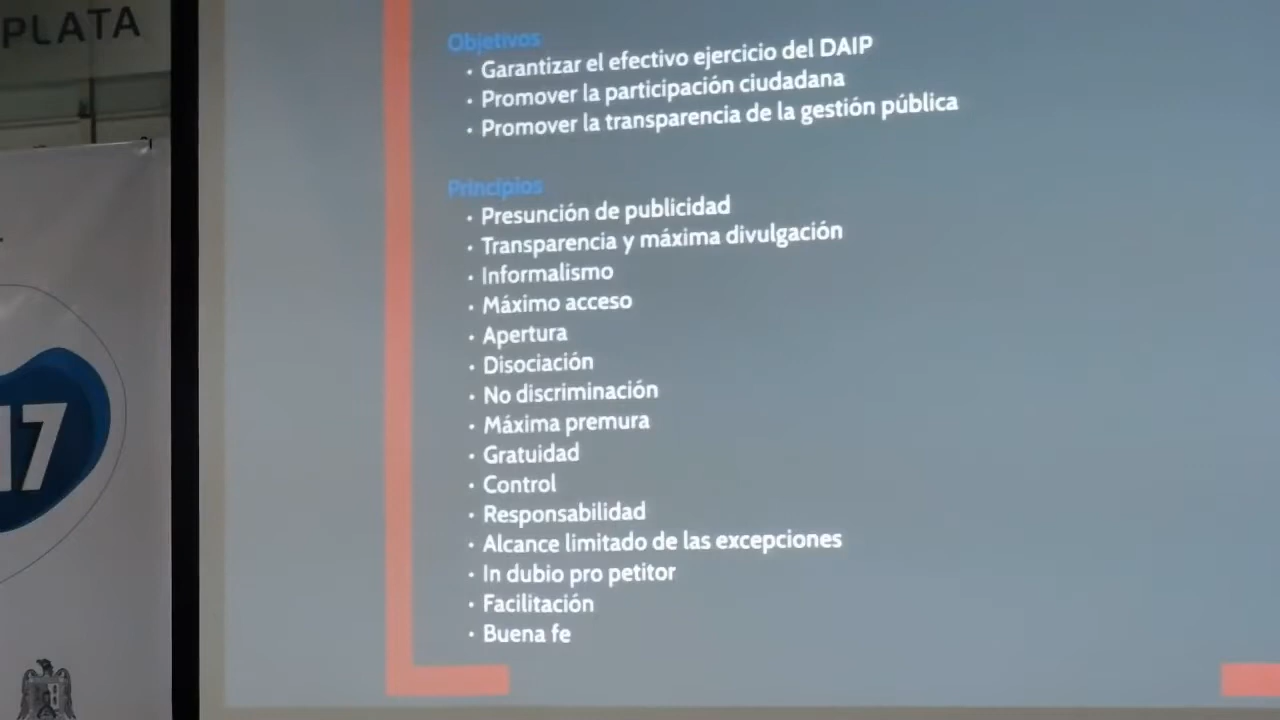 PLATA
17
Objetivos
• Garantizar el efectivo ejercicio del DAIP
• Promover la participación ciudadana
• Promover la transparencia de la gestión pública
Principios
• Presunción de publicidad
• Transparencia y máxima divulgación
• Informalismo
• Máximo acceso
• Apertura
• Disociación
• No discriminación
• Máxima premura
• Gratuidad
• Control
• Responsabilidad
• Alcance limitado de las excepciones
• In dubio pro petitor
• Facilitación
• Buena fe